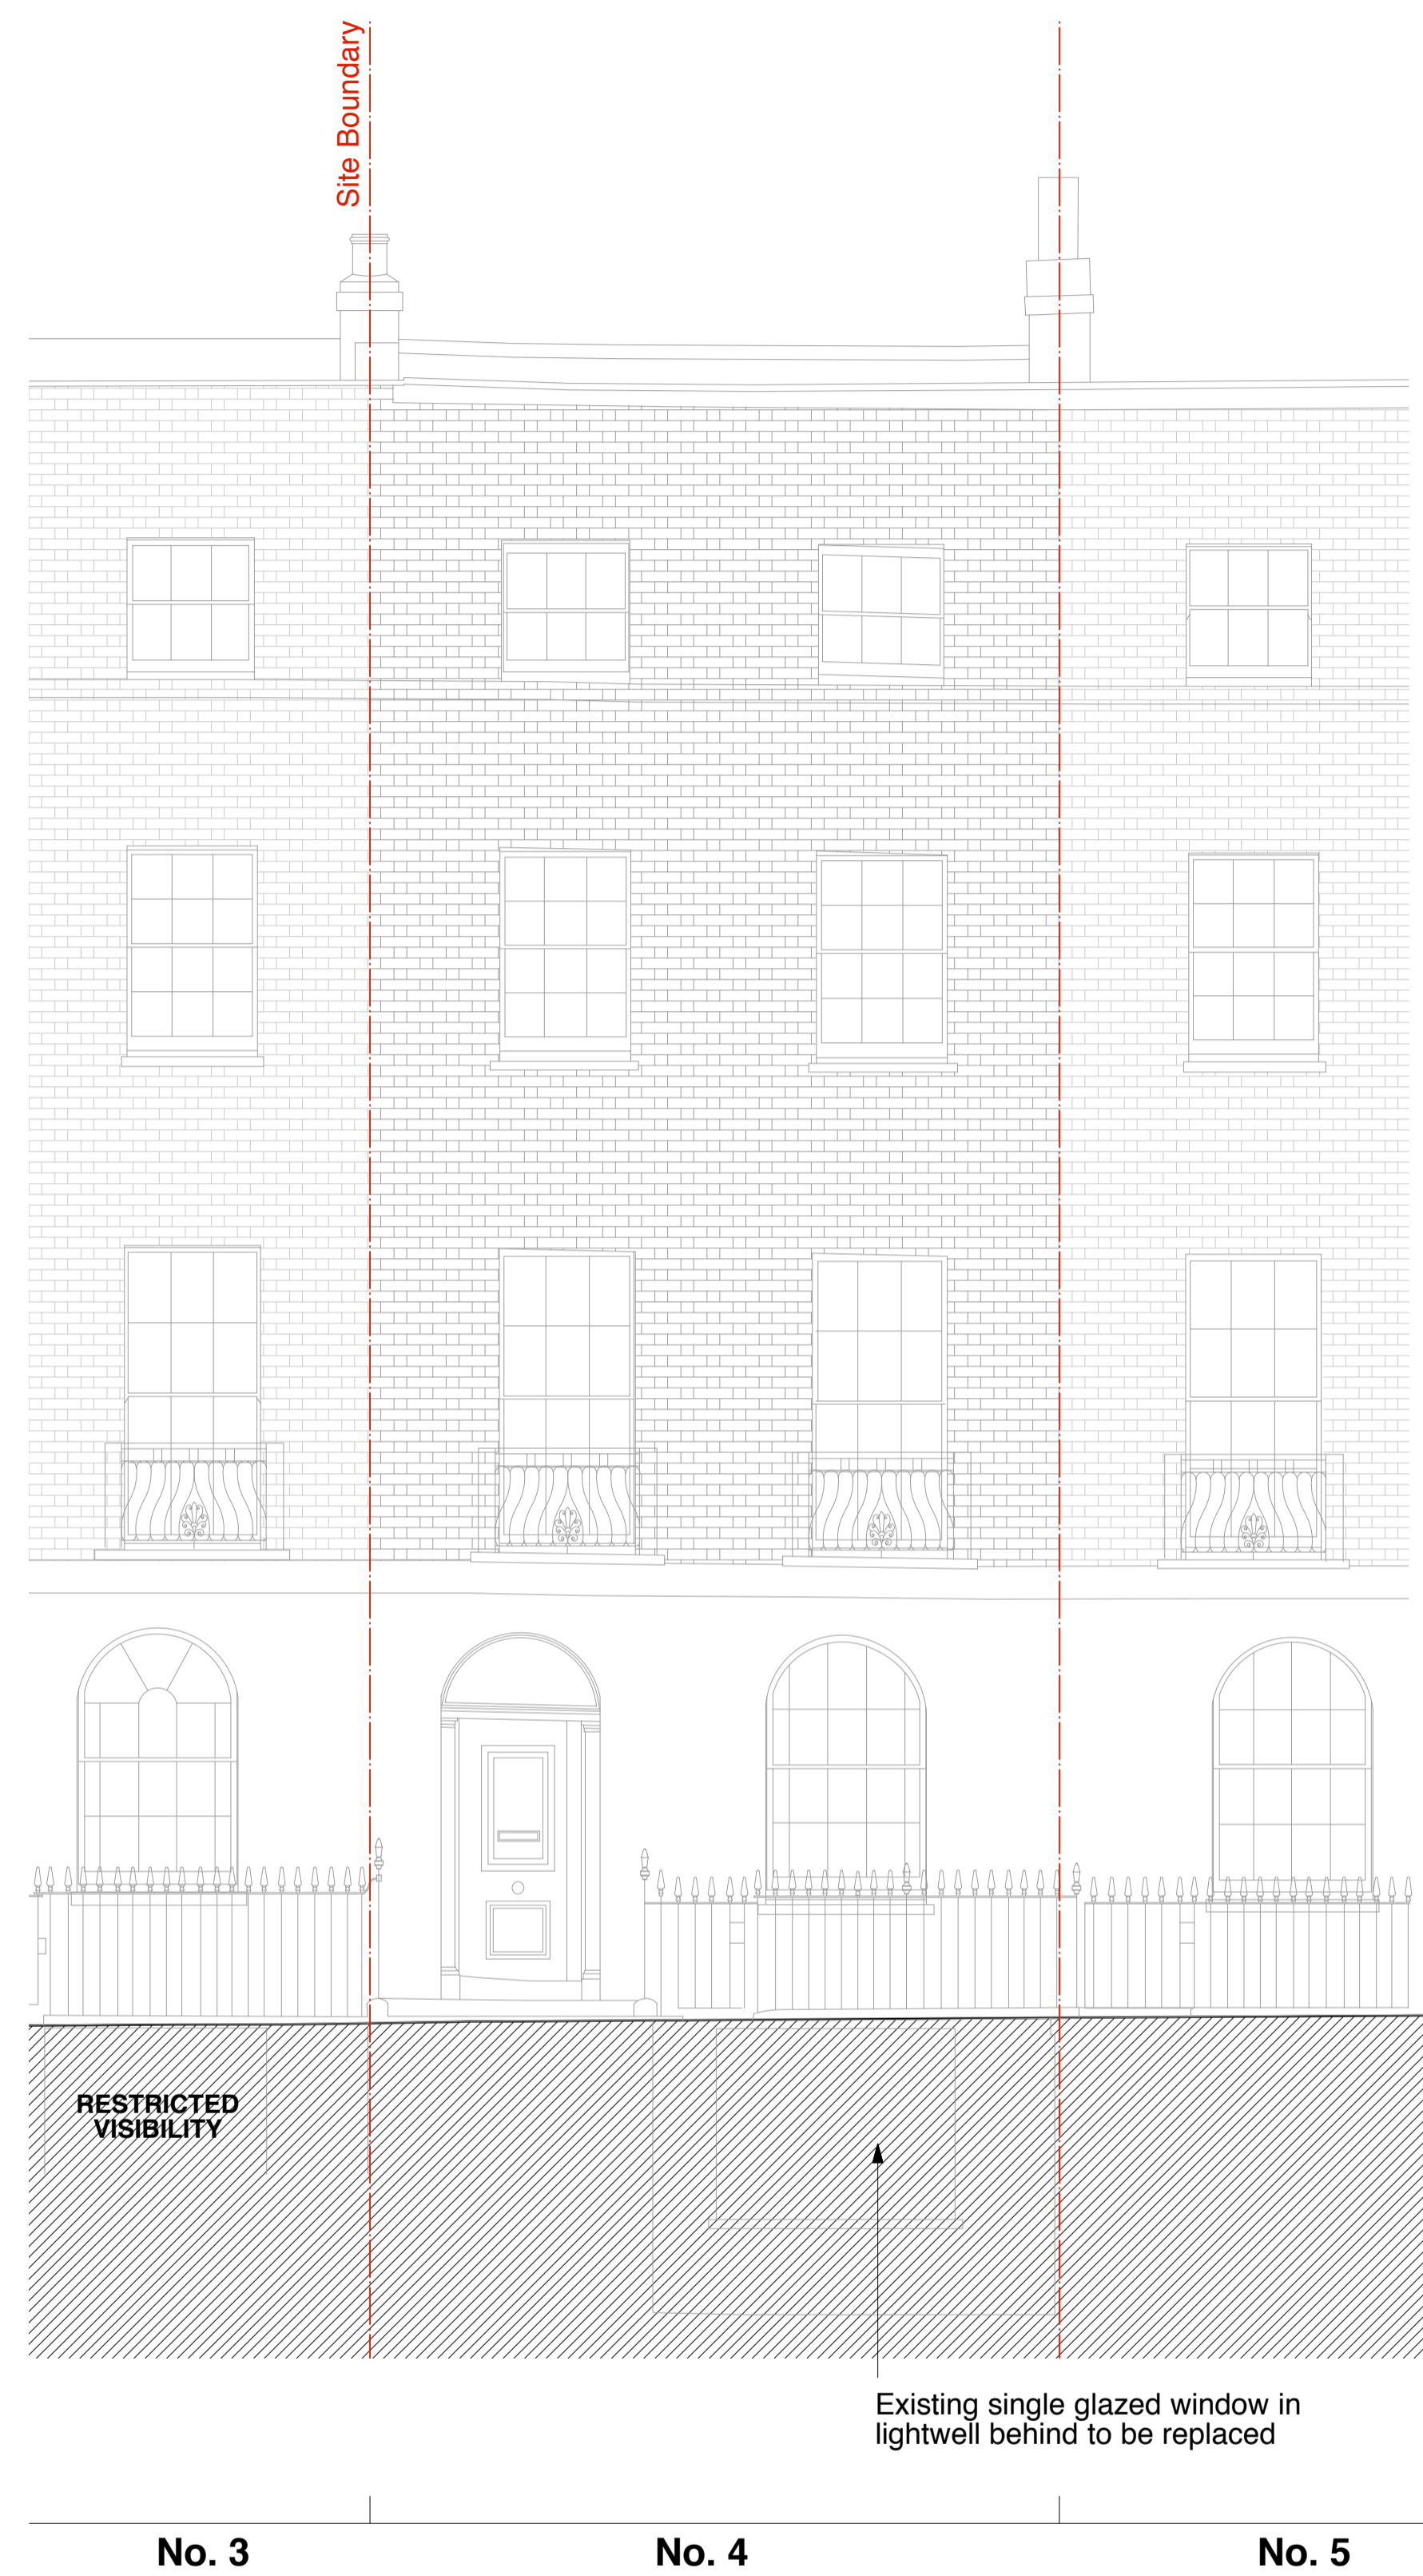 Site Boundary
RESTRICTED
VISIBILITY
Existing single glazed window in
lightwell behind to be replaced
No. 3
No. 4
No. 5